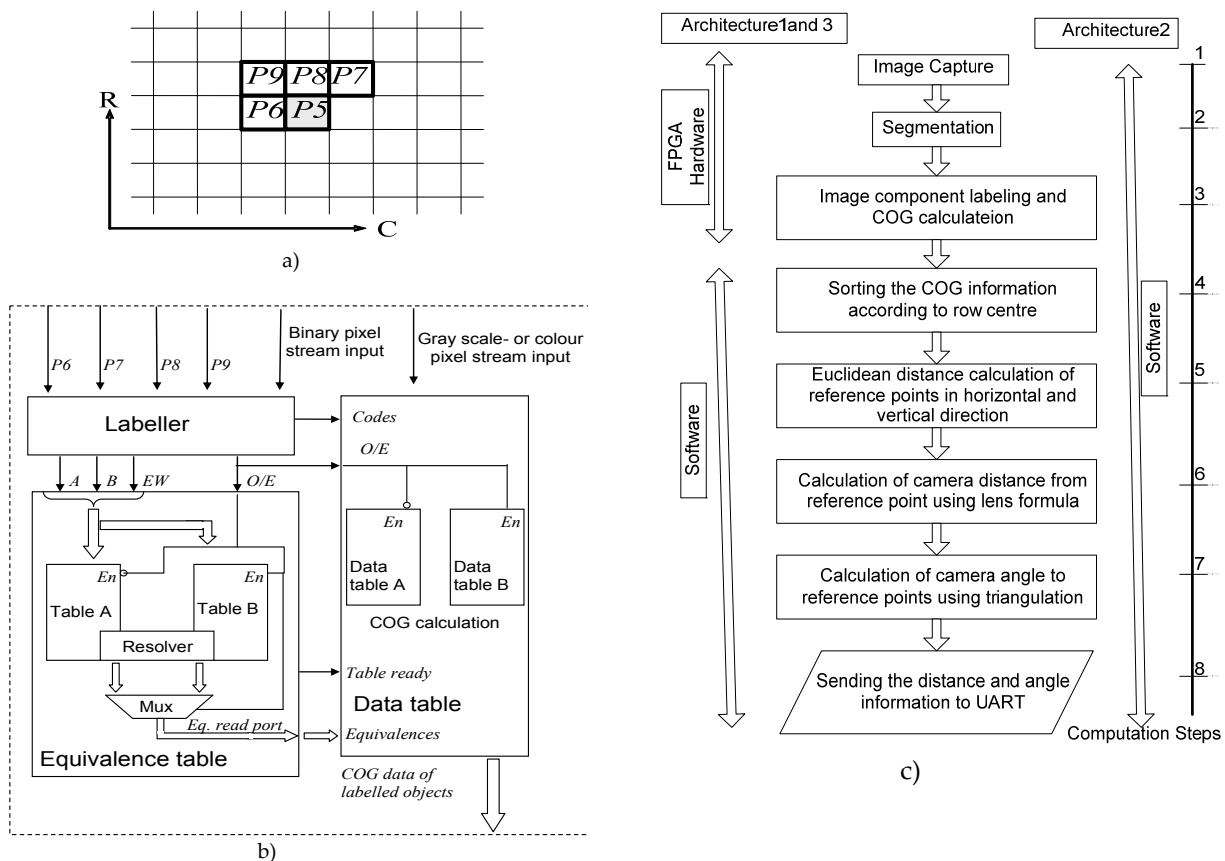 P9 P8 P7
P6 P5
R
C
a)
P6
P7
P8
P9
Binary pixel
stream input
Gray scale- or colour
pixel stream input
Labeller
Codes
O/E
A
B
EW
O/E
En
Table A
En
Table B
Resolver
Mux
Eq. read port
Equivalence table
En
Data
table A
En
Data
table B
COG calculation
Table ready
Data table
Equivalences
COG data of
labelled objects
b)
Architecture1and 3
Architecture2
FPGA
Hardware
Software
Image Capture
Segmentation
Image component labeling and
COG calculateion
Sorting the COG information
according to row centre
Euclidean distance calculation of
reference points in horizontal and
vertical direction
Calculation of camera distance from
reference point using lens formula
Calculation of camera angle to
reference points using triangulation
Sending the distance and angle
information to UART
Software
1
2
3
4
5
6
7
8
Computation Steps
c)